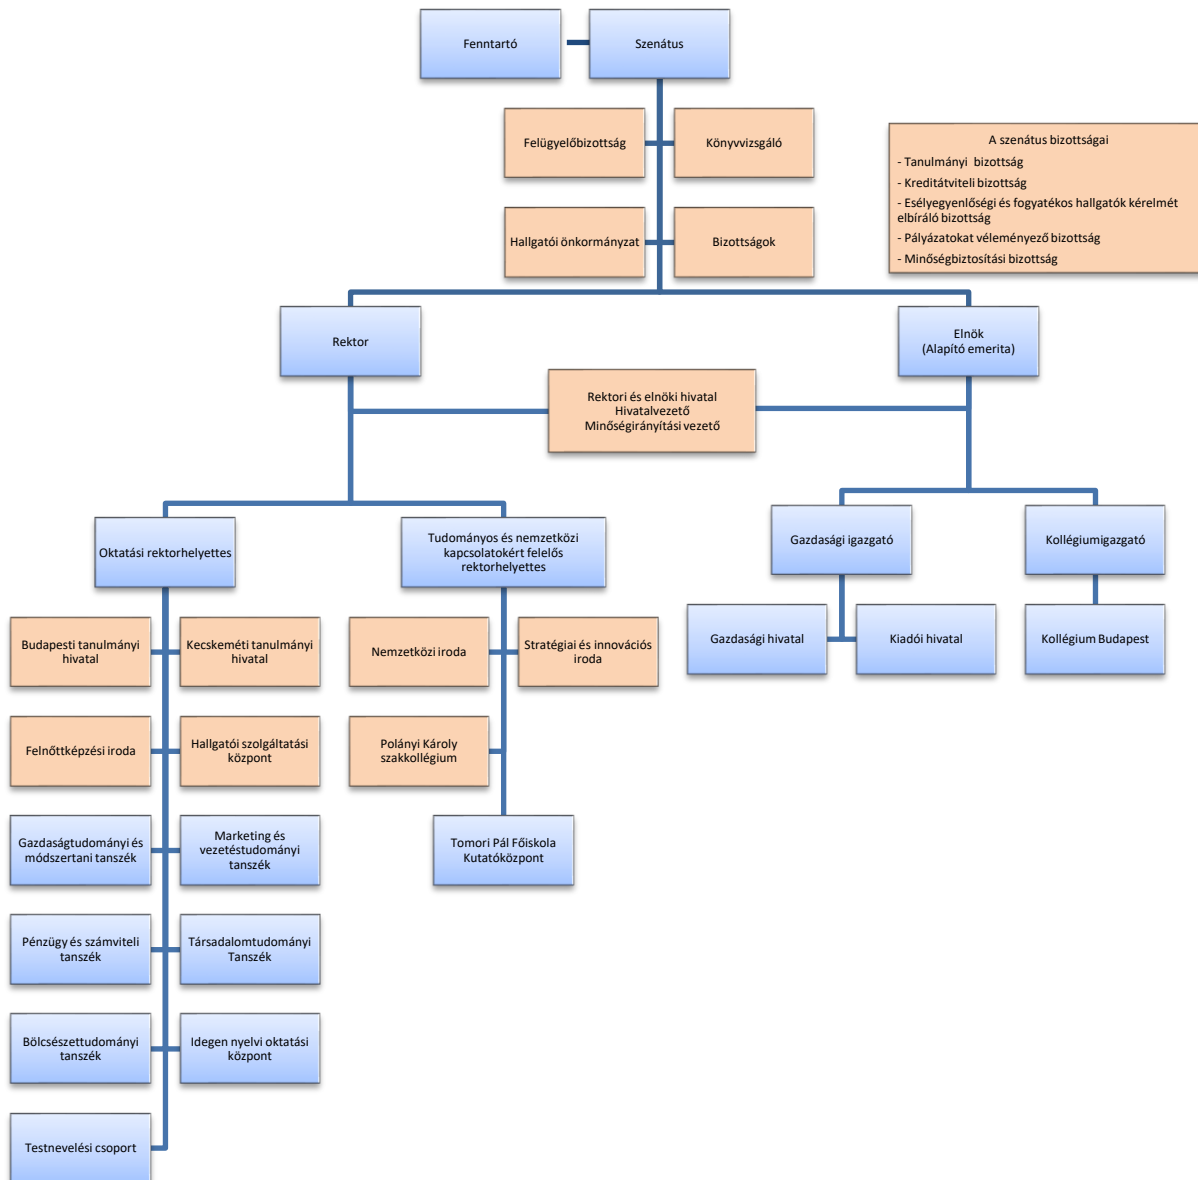 Fenntartó
Szenátus
Felügyelőbizottság
Könyvvizsgáló
A szenátus bizottságai
- Tanulmányi bizottság
- Kreditátviteli bizottság
- Esélyegyenlőségi és fogyatékos hallgatók kérelmét
elbíráló bizottság
- Pályázatokat véleményező bizottság
- Minőségbiztosítási bizottság
Hallgatói önkormányzat
Bizottságok
Rektor
Elnök
(Alapító emerita)
Rektori és elnöki hivatal
Hivatalvezető
Minőségirányítási vezető
Oktatási rektorhelyettes
Tudományos és nemzetközi
kapcsolatokért felelős
rektorhelyettes
Gazdasági igazgató
Kollégiumigazgató
Budapesti tanulmányi
hivatal
Kecskeméti tanulmányi
hivatal
Nemzetközi iroda
Stratégiai és innovációs
iroda
Gazdasági hivatal
Kiadói hivatal
Kollégium Budapest
Felnőttképzési iroda
Hallgatói szolgáltatási
központ
Polányi Károly
szakkollégium
Gazdaságtudományi és
módszertani tanszék
Marketing és
vezetéstudományi
tanszék
Tomori Pál Főiskola
Kutatóközpont
Pénzügy és számviteli
tanszék
Társadalomtudományi
Tanszék
Bölcsészettudományi
tanszék
Idegen nyelvi oktatási
központ
Testnevelési csoport